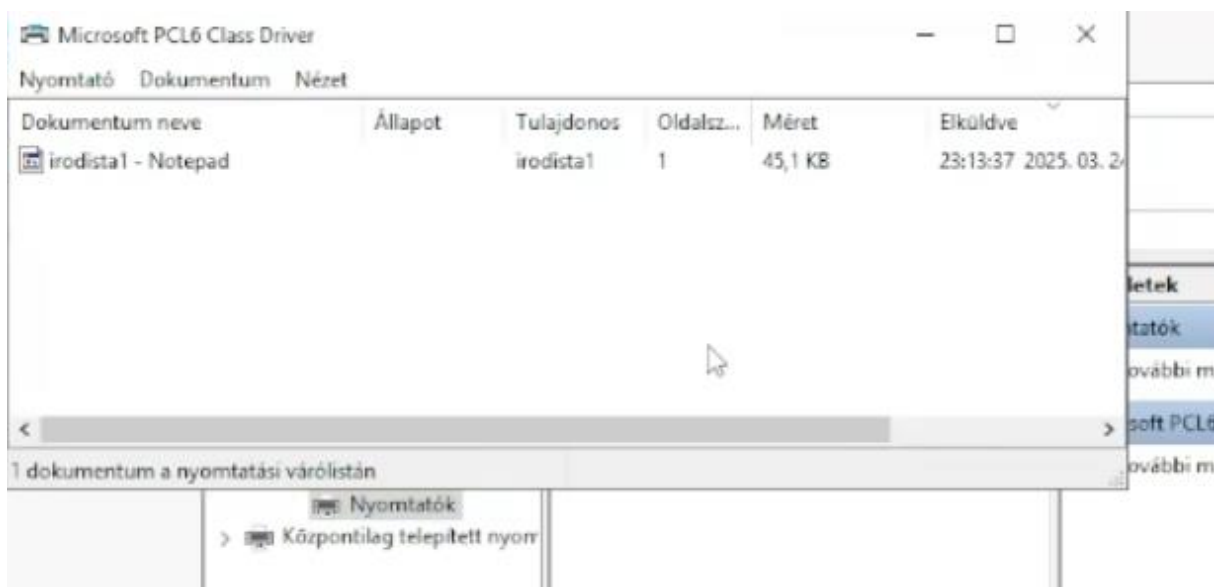 Microsoft PCL6 Class Driver
Nyomtató Dokumentum Nézet
Dokumentum neve Állapot Tulajdonos Oldalsz... Méret Elküldve
irodista1 - Notepad irodista1 1 45,1 KB 23:13:37 2025. 03. 24
letek
tatók
ovábbi m
soft PCL6
1 dokumentum a nyomtatási várólistán
ovábbi m
Nyomtatók
Központilag telepített nyom